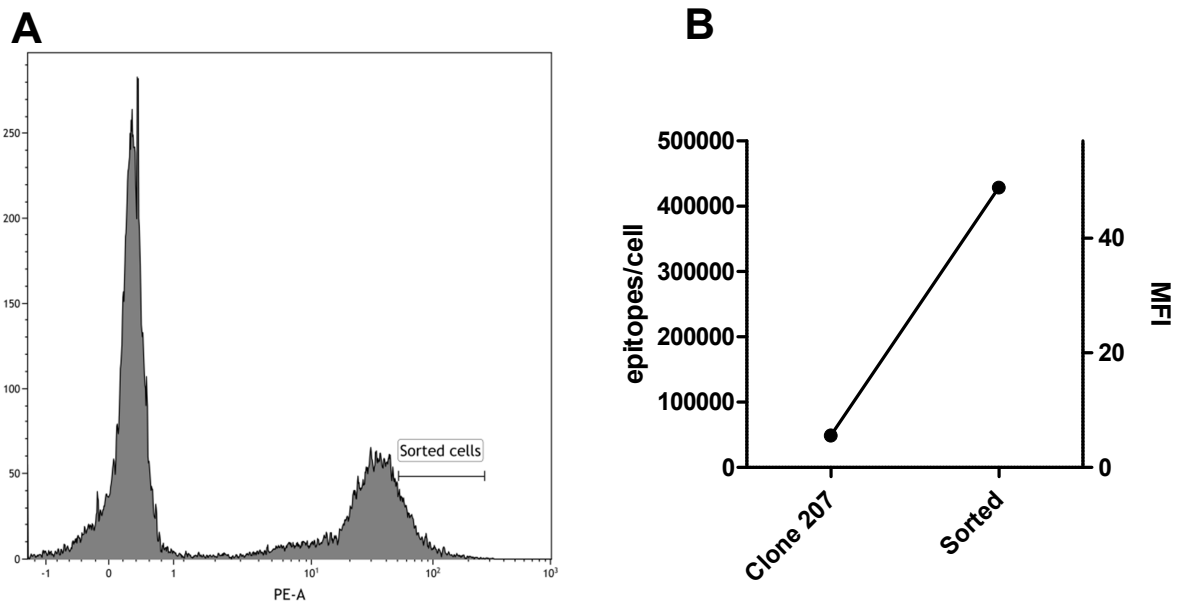 A
250
200
150
100
50
0
Sorted cells
-1 0 1 10¹ 10² 10³
PE-A
B
500000
400000
300000
200000
100000
0
epitopes/cell
40
20
0
MFI
Clone 207
Sorted